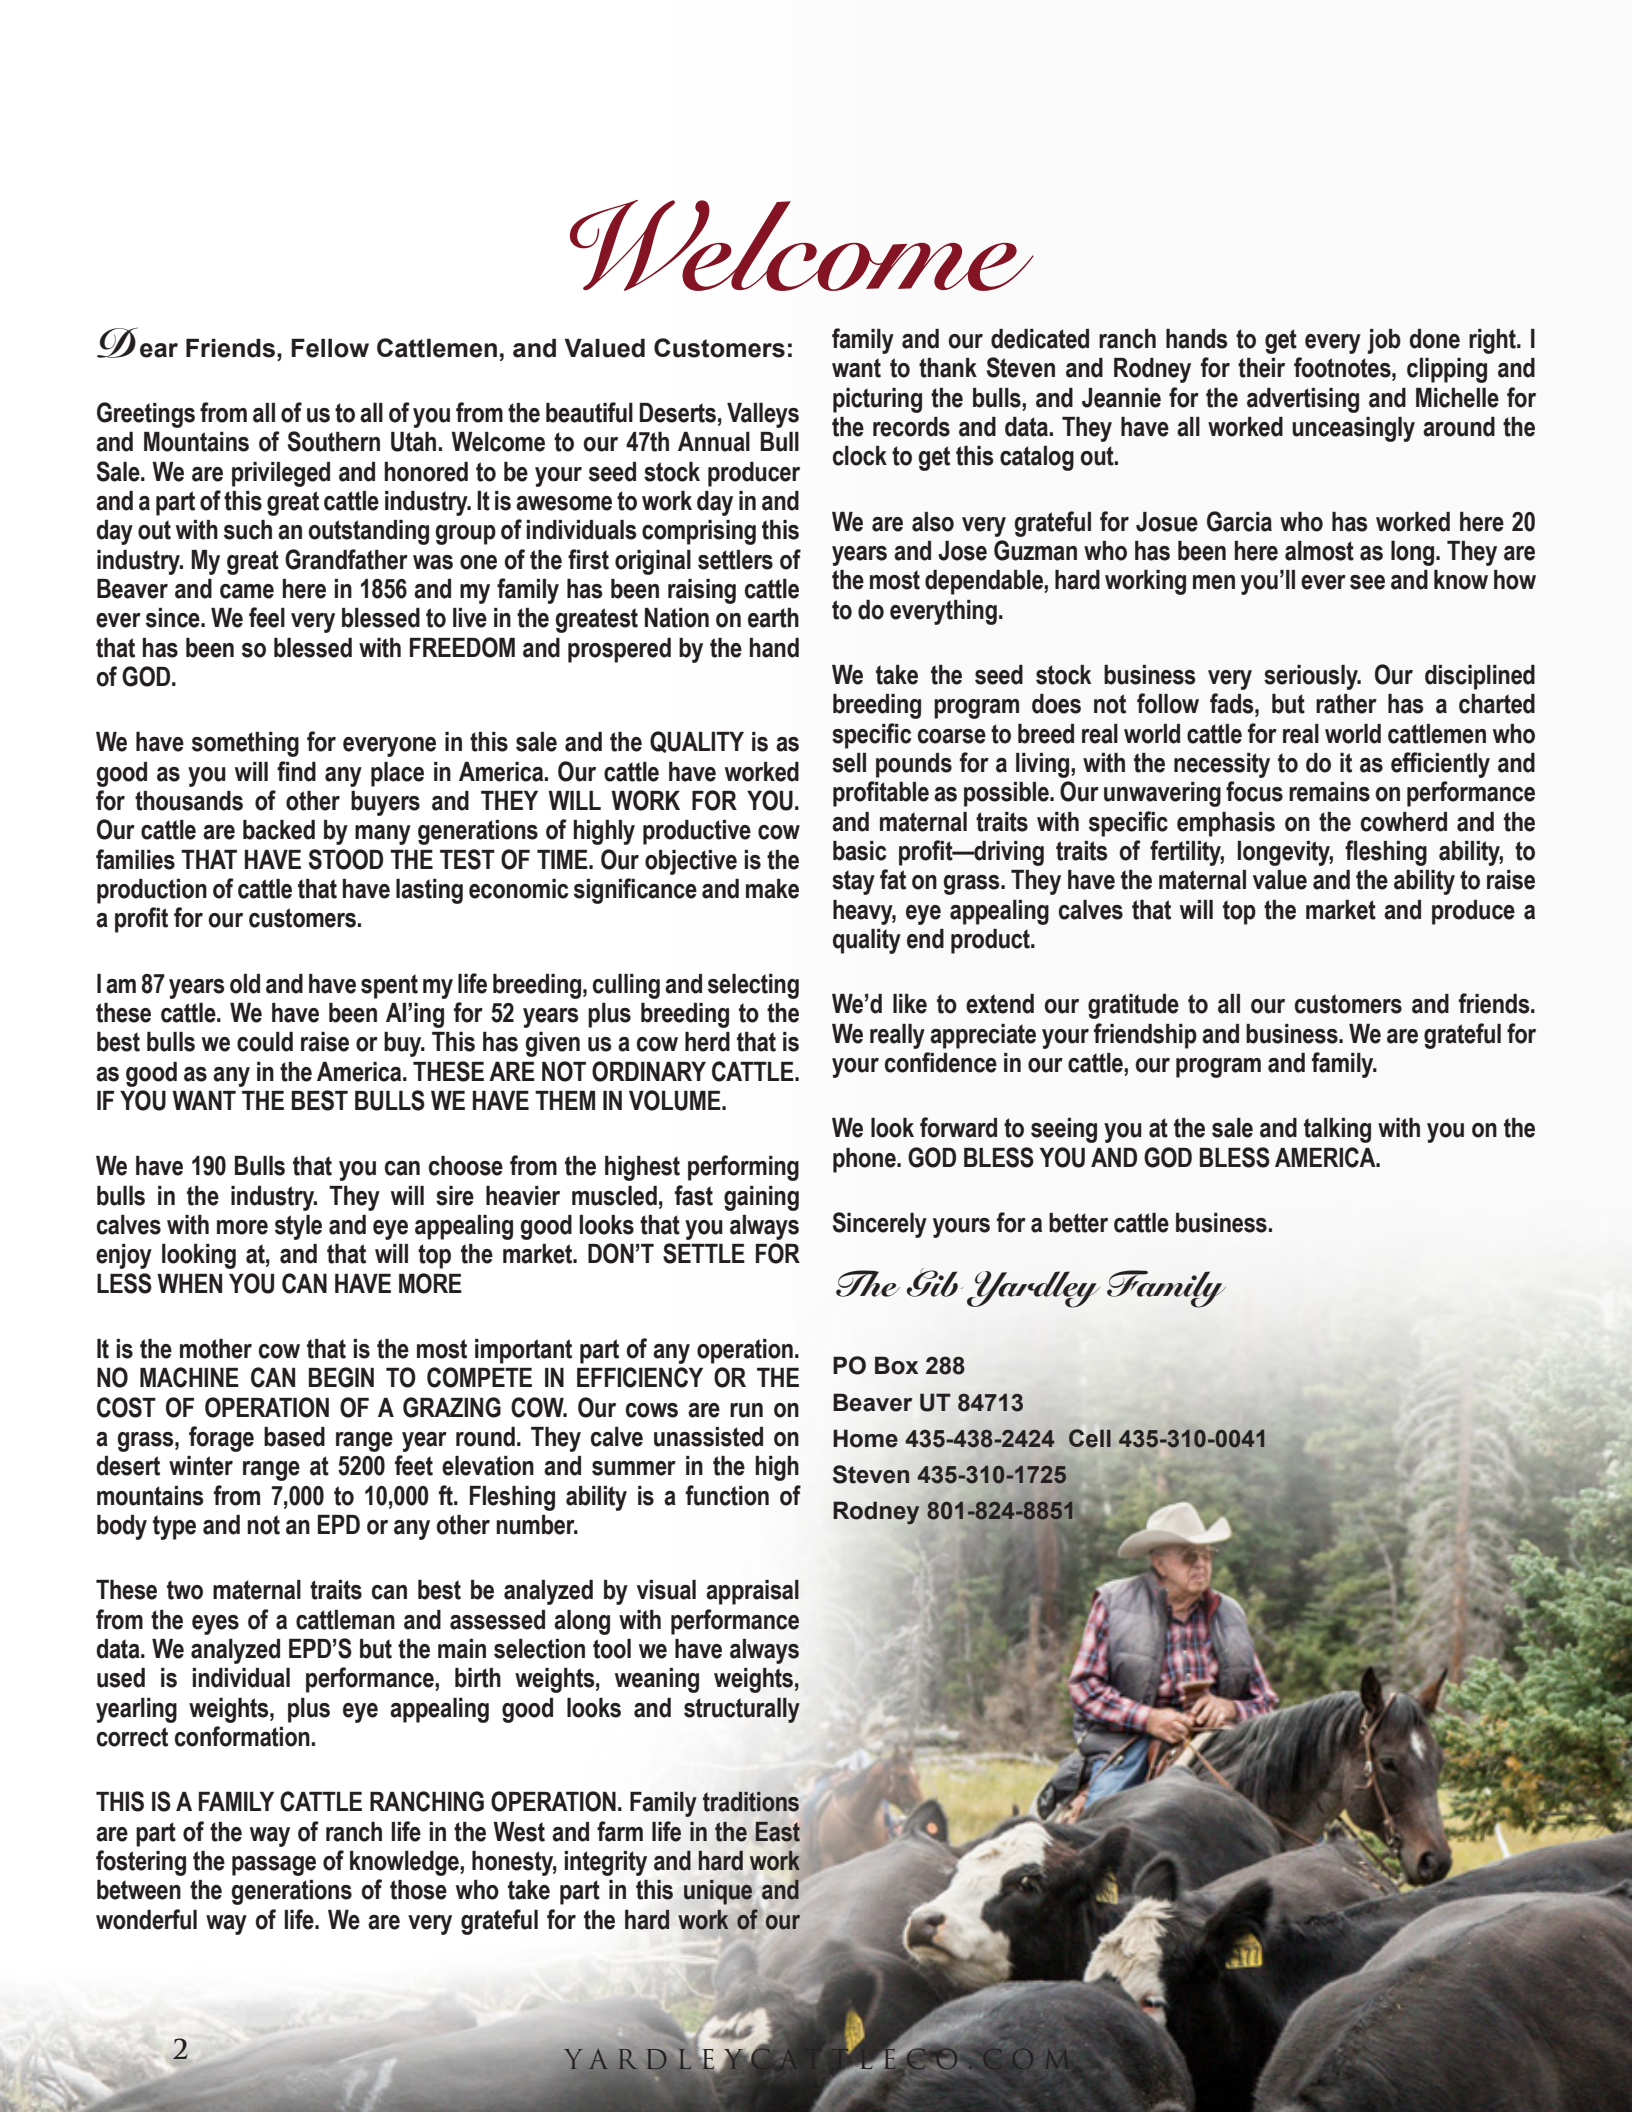 Welcome
Dear Friends, Fellow Cattlemen, and Valued Customers:
Greetings from all of us to all of you from the beautiful Deserts, Valleys
and Mountains of Southern Utah. Welcome to our 47th Annual Bull
Sale. We are privileged and honored to be your seed stock producer
and a part of this great cattle industry. It is awesome to work day in and
day out with such an outstanding group of individuals comprising this
industry. My great Grandfather was one of the first original settlers of
Beaver and came here in 1856 and my family has been raising cattle
ever since. We feel very blessed to live in the greatest Nation on earth
that has been so blessed with FREEDOM and prospered by the hand
of GOD.
We have something for everyone in this sale and the QUALITY is as
good as you will find any place in America. Our cattle have worked
for thousands of other buyers and THEY WILL WORK FOR YOU.
Our cattle are backed by many generations of highly productive cow
families THAT HAVE STOOD THE TEST OF TIME. Our objective is the
production of cattle that have lasting economic significance and make
a profit for our customers.
I am 87 years old and have spent my life breeding, culling and selecting
these cattle. We have been AI’ing for 52 years plus breeding to the
best bulls we could raise or buy. This has given us a cow herd that is
as good as any in the America. THESE ARE NOT ORDINARY CATTLE.
IF YOU WANT THE BEST BULLS WE HAVE THEM IN VOLUME.
We have 190 Bulls that you can choose from the highest performing
bulls in the industry. They will sire heavier muscled, fast gaining
calves with more style and eye appealing good looks that you always
enjoy looking at, and that will top the market. DON’T SETTLE FOR
LESS WHEN YOU CAN HAVE MORE
It is the mother cow that is the most important part of any operation.
NO MACHINE CAN BEGIN TO COMPETE IN EFFICIENCY OR THE
COST OF OPERATION OF A GRAZING COW. Our cows are run on
a grass, forage based range year round. They calve unassisted on
desert winter range at 5200 feet elevation and summer in the high
mountains from 7,000 to 10,000 ft. Fleshing ability is a function of
body type and not an EPD or any other number.
These two maternal traits can best be analyzed by visual appraisal
from the eyes of a cattleman and assessed along with performance
data. We analyzed EPD’S but the main selection tool we have always
used is individual performance, birth weights, weaning weights,
yearling weights, plus eye appealing good looks and structurally
correct conformation.
THIS IS A FAMILY CATTLE RANCHING OPERATION. Family traditions
are part of the way of ranch life in the West and farm life in the East
fostering the passage of knowledge, honesty, integrity and hard work
between the generations of those who take part in this unique and
wonderful way of life. We are very grateful for the hard work of our
family and our dedicated ranch hands to get every job done right. I
want to thank Steven and Rodney for their footnotes, clipping and
picturing the bulls, and Jeannie for the advertising and Michelle for
the records and data. They have all worked unceasingly around the
clock to get this catalog out.
We are also very grateful for Josue Garcia who has worked here 20
years and Jose Guzman who has been here almost as long. They are
the most dependable, hard working men you’ll ever see and know how
to do everything.
We take the seed stock business very seriously. Our disciplined
breeding program does not follow fads, but rather has a charted
specific coarse to breed real world cattle for real world cattlemen who
sell pounds for a living, with the necessity to do it as efficiently and
profitable as possible. Our unwavering focus remains on performance
and maternal traits with specific emphasis on the cowherd and the
basic profit—driving traits of fertility, longevity, fleshing ability, to
stay fat on grass. They have the maternal value and the ability to raise
heavy, eye appealing calves that will top the market and produce a
quality end product.
We’d like to extend our gratitude to all our customers and friends.
We really appreciate your friendship and business. We are grateful for
your confidence in our cattle, our program and family.
We look forward to seeing you at the sale and talking with you on the
phone. GOD BLESS YOU AND GOD BLESS AMERICA.
Sincerely yours for a better cattle business.
The Gib Yardley Family
PO Box 288
Beaver UT 84713
Home 435-438-2424 Cell 435-310-0041
Steven 435-310-1725
Rodney 801-824-8851
2
YARDLEYCATTLECO.COM